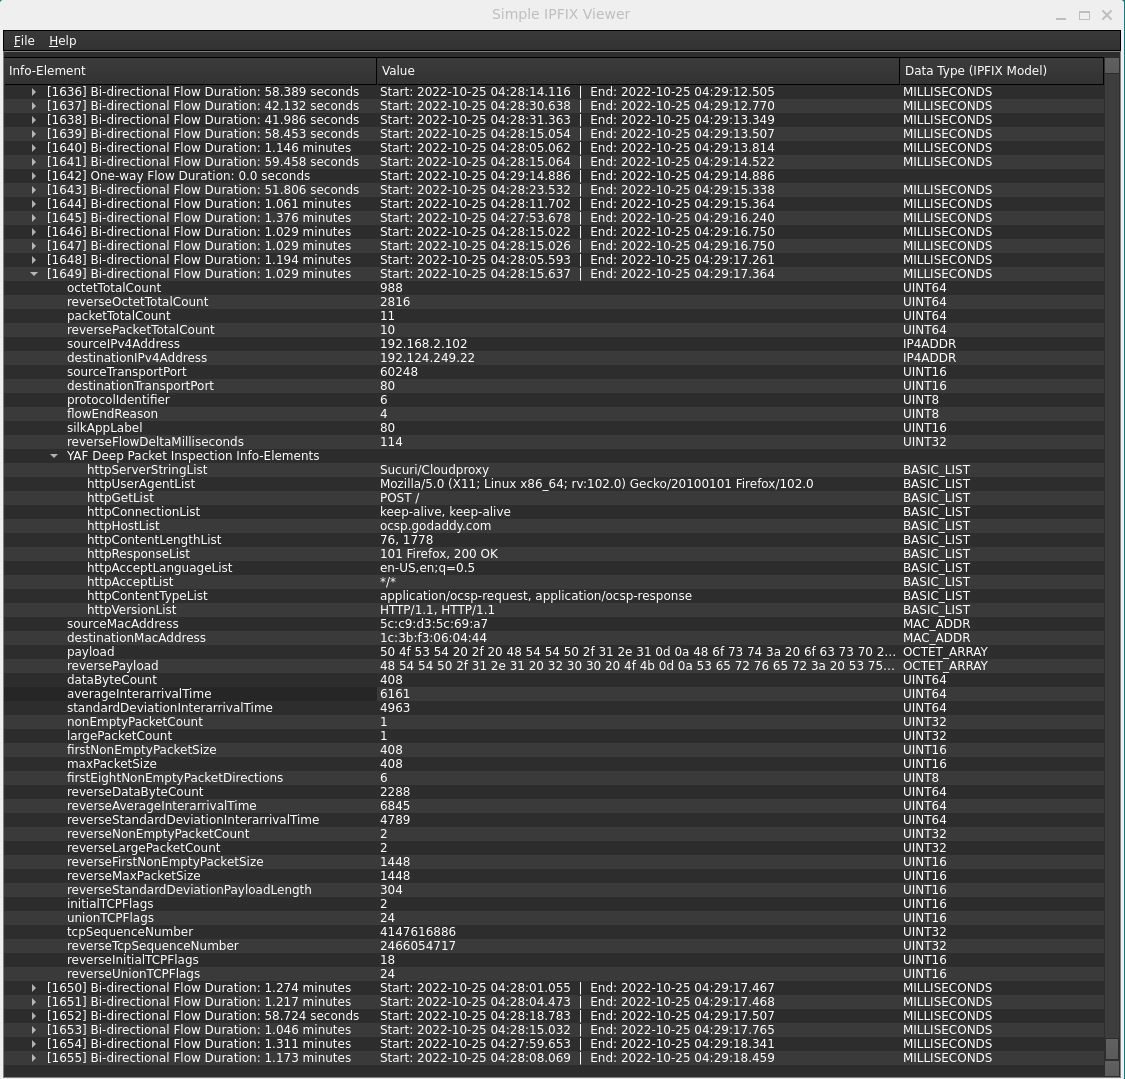 Simple IPFIX Viewer
File Help
Info-Element Value Data Type (IPFIX Model)
[1636] Bi-directional Flow Duration: 58.389 seconds Start: 2022-10-25 04:28:14.116 | End: 2022-10-25 04:29:12.505 MILLISECONDS
[1637] Bi-directional Flow Duration: 42.132 seconds Start: 2022-10-25 04:28:30.638 | End: 2022-10-25 04:29:12.770 MILLISECONDS
[1638] Bi-directional Flow Duration: 41.986 seconds Start: 2022-10-25 04:28:31.363 | End: 2022-10-25 04:29:13.349 MILLISECONDS
[1639] Bi-directional Flow Duration: 58.453 seconds Start: 2022-10-25 04:28:15.054 | End: 2022-10-25 04:29:13.507 MILLISECONDS
[1640] Bi-directional Flow Duration: 1.146 minutes Start: 2022-10-25 04:28:05.062 | End: 2022-10-25 04:29:13.814 MILLISECONDS
[1641] Bi-directional Flow Duration: 59.458 seconds Start: 2022-10-25 04:28:15.064 | End: 2022-10-25 04:29:14.522 MILLISECONDS
[1642] One-way Flow Duration: 0.0 seconds Start: 2022-10-25 04:29:14.886 | End: 2022-10-25 04:29:14.886
[1643] Bi-directional Flow Duration: 51.806 seconds Start: 2022-10-25 04:28:23.532 | End: 2022-10-25 04:29:15.338 MILLISECONDS
[1644] Bi-directional Flow Duration: 1.061 minutes Start: 2022-10-25 04:28:11.702 | End: 2022-10-25 04:29:15.364 MILLISECONDS
[1645] Bi-directional Flow Duration: 1.376 minutes Start: 2022-10-25 04:27:53.678 | End: 2022-10-25 04:29:16.240 MILLISECONDS
[1646] Bi-directional Flow Duration: 1.029 minutes Start: 2022-10-25 04:28:15.022 | End: 2022-10-25 04:29:16.750 MILLISECONDS
[1647] Bi-directional Flow Duration: 1.029 minutes Start: 2022-10-25 04:28:15.026 | End: 2022-10-25 04:29:16.750 MILLISECONDS
[1648] Bi-directional Flow Duration: 1.194 minutes Start: 2022-10-25 04:28:05.593 | End: 2022-10-25 04:29:17.261 MILLISECONDS
[1649] Bi-directional Flow Duration: 1.029 minutes Start: 2022-10-25 04:28:15.637 | End: 2022-10-25 04:29:17.364 MILLISECONDS
octetTotalCount 988 UINT64
reverseOctetTotalCount 2816 UINT64
packetTotalCount 11 UINT64
reversePacketTotalCount 10 UINT64
sourceIPv4Address 192.168.2.102 IP4ADDR
destinationIPv4Address 192.124.249.22 IP4ADDR
sourceTransportPort 60248 UINT16
destinationTransportPort 80 UINT16
protocolIdentifier 6 UINT8
flowEndReason 4 UINT8
silkAppLabel 80 UINT16
reverseFlowDeltaMilliseconds 114 UINT32
YAF Deep Packet Inspection Info-Elements
httpServerStringList Sucuri/Cloudproxy BASIC_LIST
httpUserAgentList Mozilla/5.0 (X11; Linux x86_64; rv:102.0) Gecko/20100101 Firefox/102.0 BASIC_LIST
httpGetList POST / BASIC_LIST
httpConnectionList keep-alive, keep-alive BASIC_LIST
httpHostList ocsp.godaddy.com BASIC_LIST
httpContentLengthList 76, 1778 BASIC_LIST
httpResponseList 101 Firefox, 200 OK BASIC_LIST
httpAcceptLanguageList en-US,en;q=0.5 BASIC_LIST
httpAcceptList */* BASIC_LIST
httpContentTypeList application/ocsp-request, application/ocsp-response BASIC_LIST
httpVersionList HTTP/1.1, HTTP/1.1 BASIC_LIST
sourceMacAddress 5c:c9:d3:5c:69:a7 MAC_ADDR
destinationMacAddress 1c:3b:f3:06:04:44 MAC_ADDR
payload 50 4f 53 54 20 2f 20 48 54 54 50 2f 31 2e 31 0d 0a 48 6f 73 74 3a 20 6f 63 73 70 2... OCTET_ARRAY
reversePayload 48 54 54 50 2f 31 2e 31 20 32 30 30 20 4f 4b 0d 0a 53 65 72 76 65 72 3a 20 53 75... OCTET_ARRAY
dataByteCount 408 UINT64
averageInterarrivalTime 6161 UINT64
standardDeviationInterarrivalTime 4963 UINT64
nonEmptyPacketCount 1 UINT32
largePacketCount 1 UINT32
firstNonEmptyPacketSize 408 UINT16
maxPacketSize 408 UINT16
firstEightNonEmptyPacketDirections 6 UINT8
reverseDataByteCount 2288 UINT64
reverseAverageInterarrivalTime 6845 UINT64
reverseStandardDeviationInterarrivalTime 4789 UINT64
reverseNonEmptyPacketCount 2 UINT32
reverseLargePacketCount 2 UINT32
reverseFirstNonEmptyPacketSize 1448 UINT16
reverseMaxPacketSize 1448 UINT16
reverseStandardDeviationPayloadLength 304 UINT16
initialTCPFlags 2 UINT16
unionTCPFlags 24 UINT16
tcpSequenceNumber 4147616886 UINT32
reverseTcpSequenceNumber 2466054717 UINT32
reverseInitialTCPFlags 18 UINT16
reverseUnionTCPFlags 24 UINT16
[1650] Bi-directional Flow Duration: 1.274 minutes Start: 2022-10-25 04:28:01.055 | End: 2022-10-25 04:29:17.467 MILLISECONDS
[1651] Bi-directional Flow Duration: 1.217 minutes Start: 2022-10-25 04:28:04.473 | End: 2022-10-25 04:29:17.468 MILLISECONDS
[1652] Bi-directional Flow Duration: 58.724 seconds Start: 2022-10-25 04:28:18.783 | End: 2022-10-25 04:29:17.507 MILLISECONDS
[1653] Bi-directional Flow Duration: 1.046 minutes Start: 2022-10-25 04:28:15.032 | End: 2022-10-25 04:29:17.765 MILLISECONDS
[1654] Bi-directional Flow Duration: 1.311 minutes Start: 2022-10-25 04:27:59.653 | End: 2022-10-25 04:29:18.341 MILLISECONDS
[1655] Bi-directional Flow Duration: 1.173 minutes Start: 2022-10-25 04:28:08.069 | End: 2022-10-25 04:29:18.459 MILLISECONDS